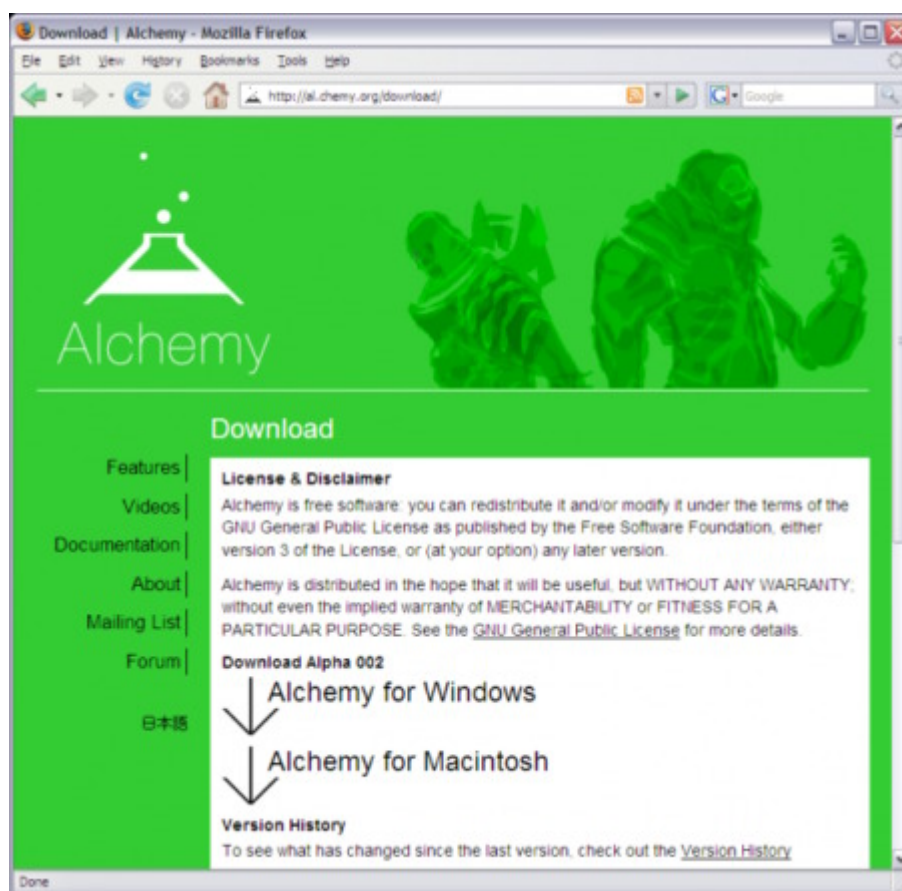 Download | Alchemy - Mozilla Firefox
File Edit View History Bookmarks Tools Help
http://al.chemy.org/download/
Google
Alchemy
Download
Features
Videos
Documentation
About
Mailing List
Forum
日本語
License & Disclaimer
Alchemy is free software: you can redistribute it and/or modify it under the terms of the
GNU General Public License as published by the Free Software Foundation, either
version 3 of the License, or (at your option) any later version.
Alchemy is distributed in the hope that it will be useful, but WITHOUT ANY WARRANTY;
without even the implied warranty of MERCHANTABILITY or FITNESS FOR A
PARTICULAR PURPOSE. See the GNU General Public License for more details.
Download Alpha 002
Alchemy for Windows
Alchemy for Macintosh
Version History
To see what has changed since the last version, check out the Version History
Done